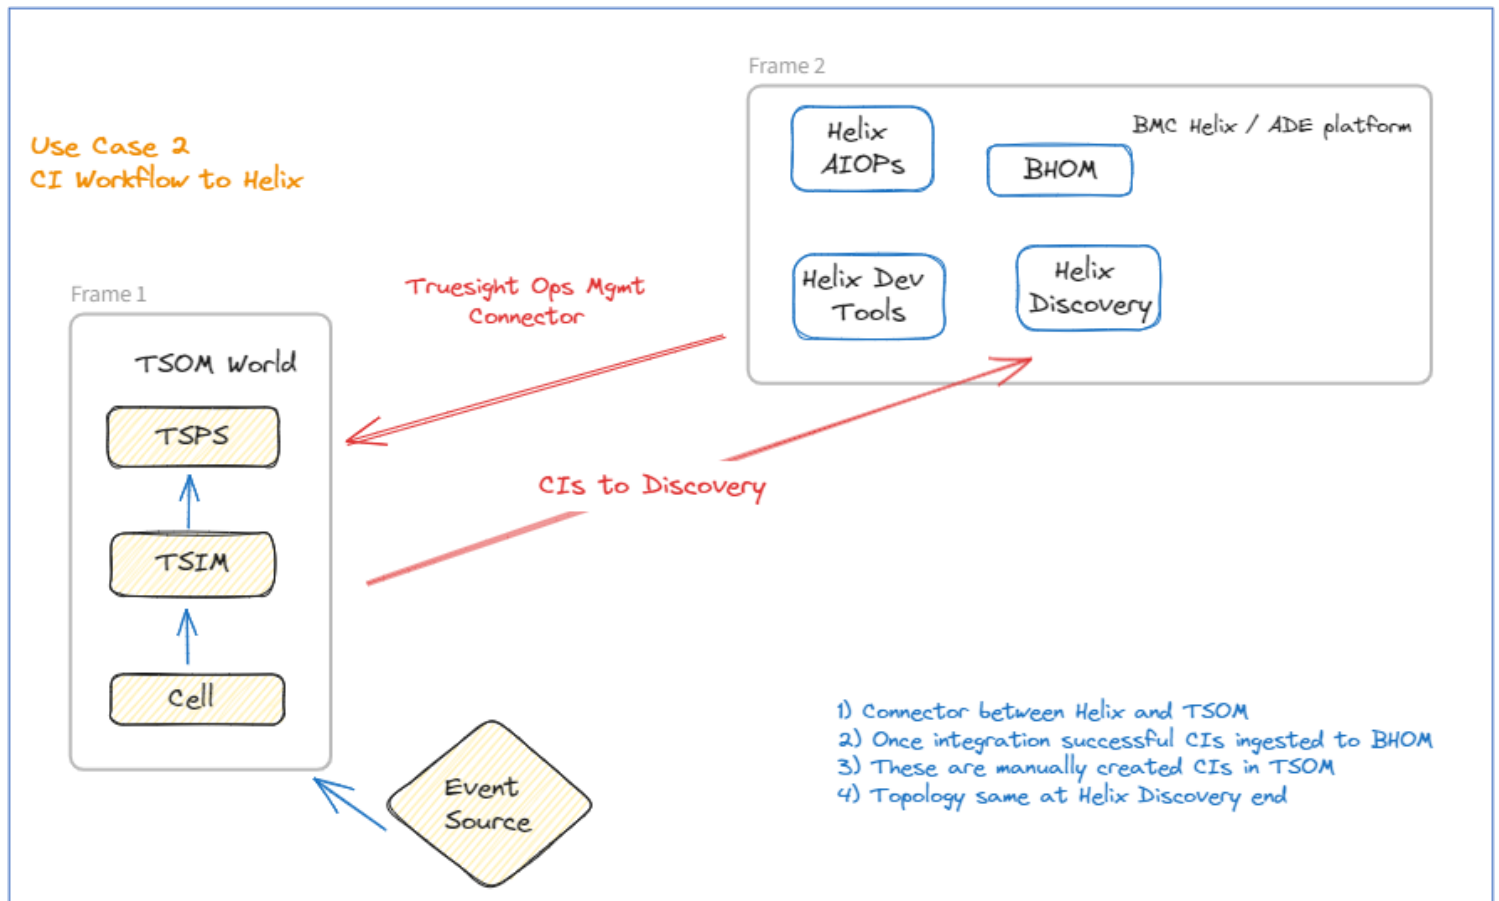 Frame 2
Helix
AIOPs
BHOM
BMC Helix / ADE platform
Use Case 2
CI Workflow to Helix
Helix Dev
Tools
Helix
Discovery
Truesight Ops Mgmt
Connector
Frame 1
TSOM World
TSPS
CIs to Discovery
TSIM
Cell
Event
Source
1) Connector between Helix and TSOM
2) Once integration successful CIs ingested to BHOM
3) These are manually created CIs in TSOM
4) Topology same at Helix Discovery end